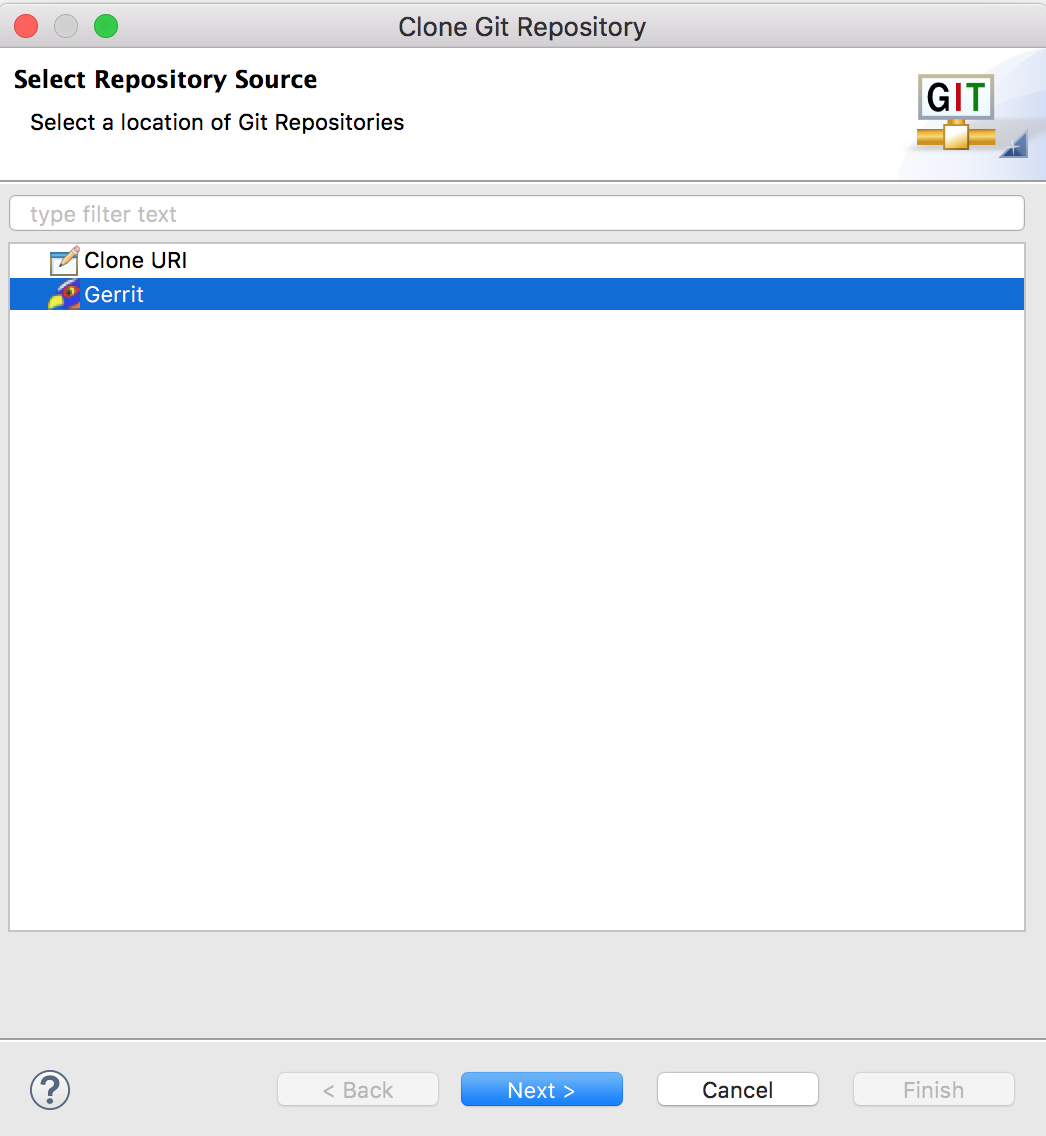 Clone Git Repository
Select Repository Source
Select a location of Git Repositories
GIT
type filter text
Clone URI
Gerrit
?
< Back
Next >
Cancel
Finish